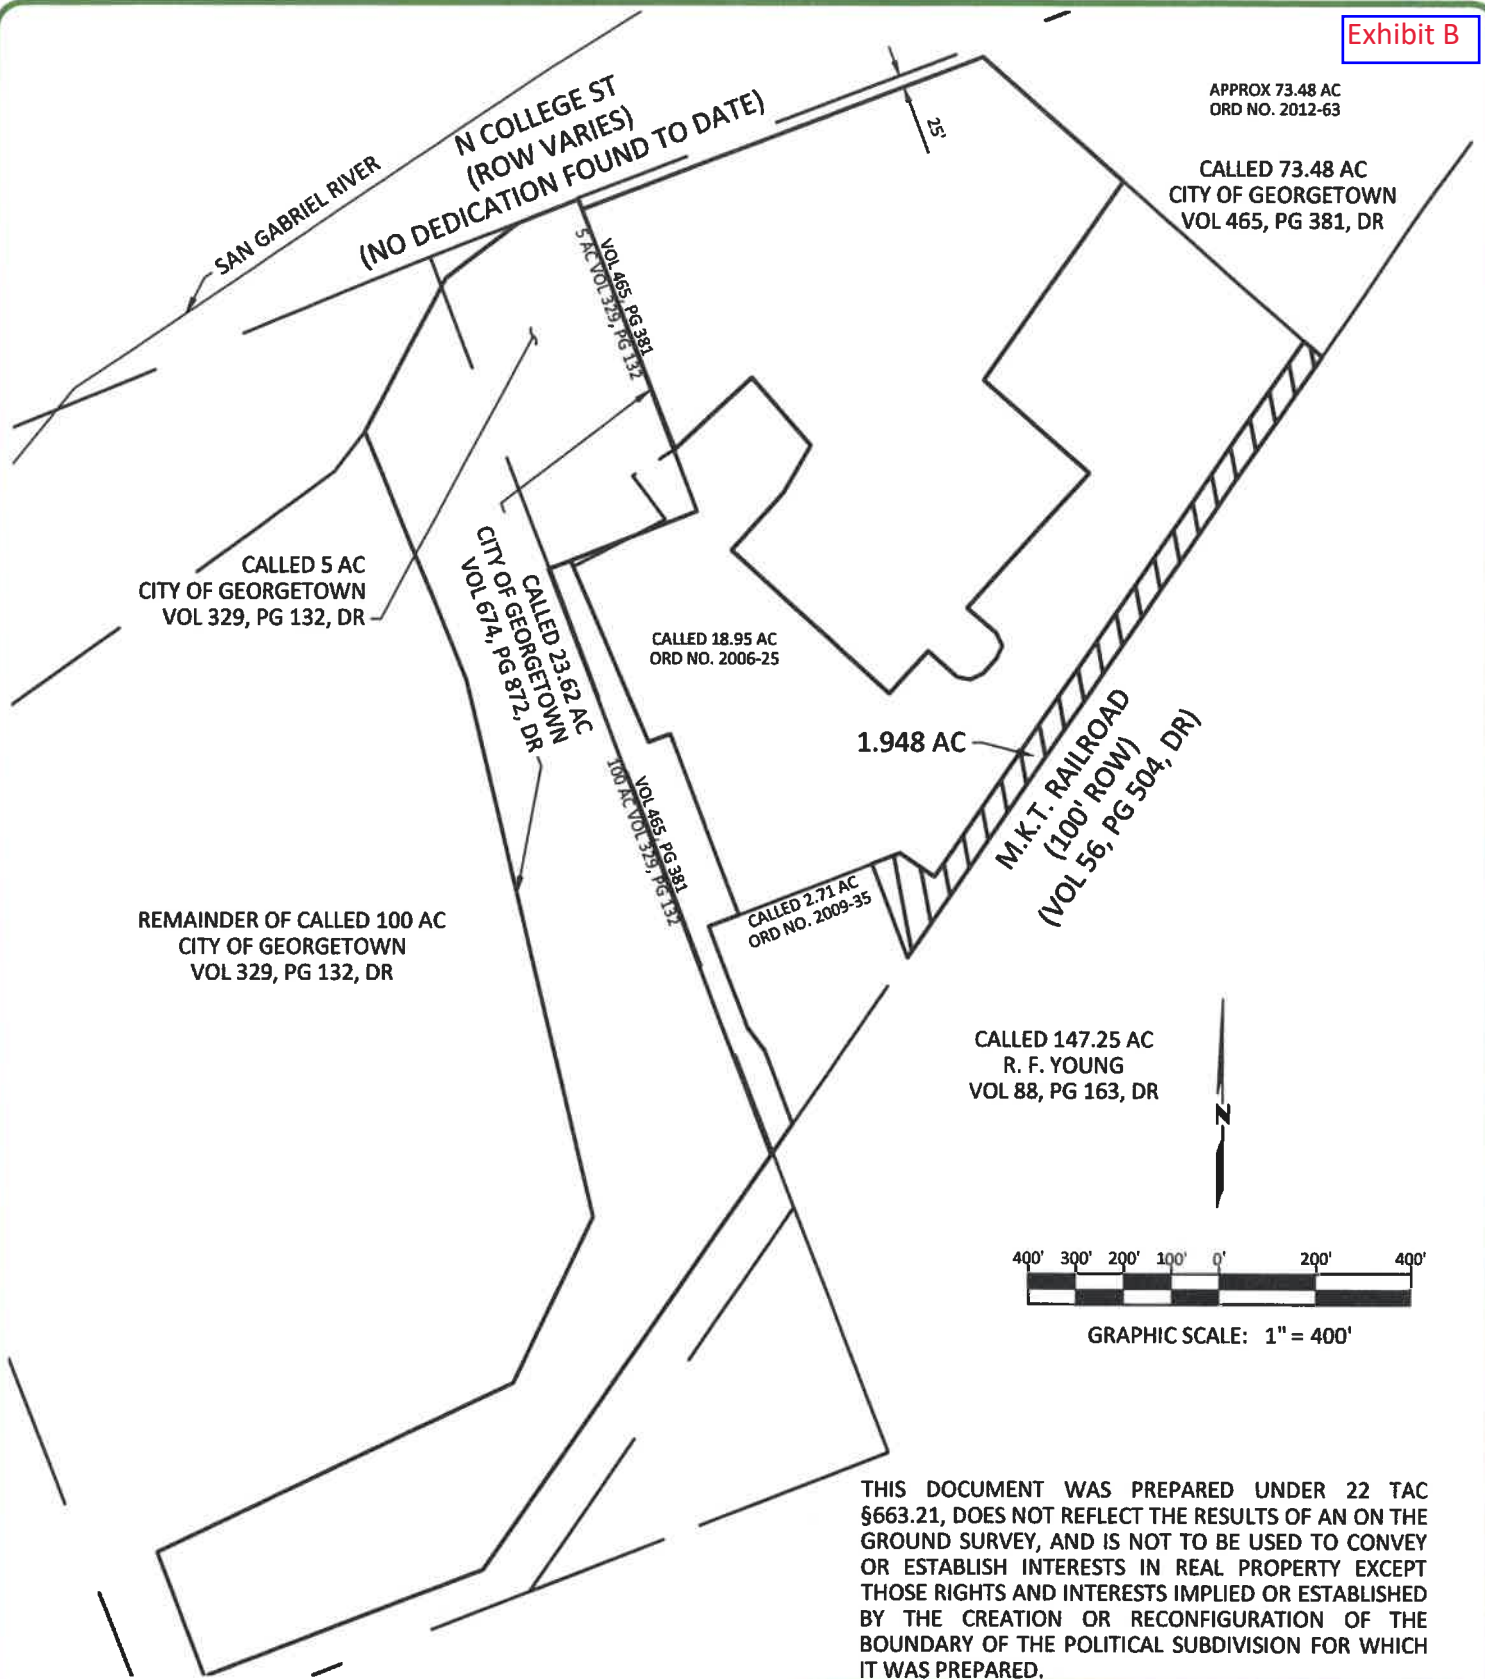 Exhibit B
APPROX 73.48 AC
ORD NO. 2012-63
CALLED 73.48 AC
CITY OF GEORGETOWN
VOL 465, PG 381, DR
N COLLEGE ST
(ROW VARIES)
(NO DEDICATION FOUND TO DATE)
25'
SAN GABRIEL RIVER
VOL 465, PG 381
5 AC VOL 329, PG 132
CALLED 5 AC
CITY OF GEORGETOWN
VOL 329, PG 132, DR
CALLED 23.62 AC
CITY OF GEORGETOWN
VOL 674, PG 872, DR
CALLED 18.95 AC
ORD NO. 2006-25
1.948 AC
M.K.T. RAILROAD
(100' ROW)
(VOL 56, PG 504, DR)
VOL 465, PG 381
100 AC VOL 329, PG 132
CALLED 2.71 AC
ORD NO. 2009-35
REMAINDER OF CALLED 100 AC
CITY OF GEORGETOWN
VOL 329, PG 132, DR
CALLED 147.25 AC
R. F. YOUNG
VOL 88, PG 163, DR
N
400' 300' 200' 100' 0' 200' 400'
GRAPHIC SCALE: 1" = 400'
THIS DOCUMENT WAS PREPARED UNDER 22 TAC
§663.21, DOES NOT REFLECT THE RESULTS OF AN ON THE
GROUND SURVEY, AND IS NOT TO BE USED TO CONVEY
OR ESTABLISH INTERESTS IN REAL PROPERTY EXCEPT
THOSE RIGHTS AND INTERESTS IMPLIED OR ESTABLISHED
BY THE CREATION OR RECONFIGURATION OF THE
BOUNDARY OF THE POLITICAL SUBDIVISION FOR WHICH
IT WAS PREPARED.